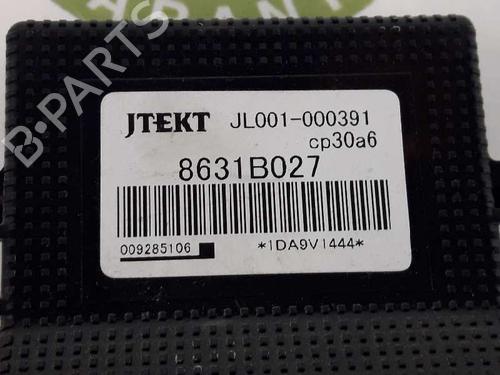 JTEKT JL001-000391
cp30a6
8631B027
009285106 *1DA9V1444*
B-Parts